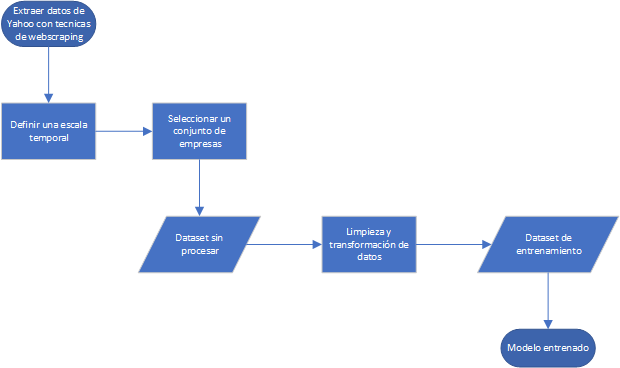 Extraer datos de
Yahoo con tecnicas
de webscraping
Definir una escala
temporal
Seleccionar un
conjunto de
empresas
Dataset sin
procesar
Limpieza y
transformación de
datos
Dataset de
entrenamiento
Modelo entrenado